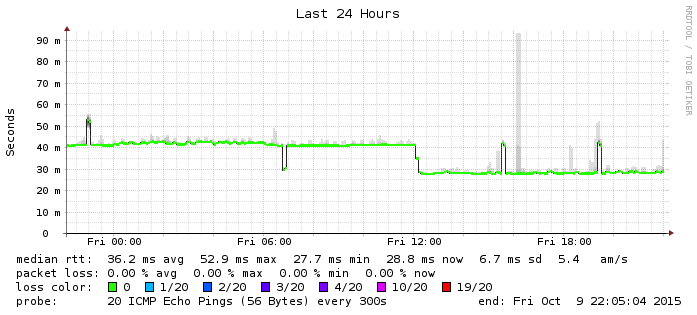 Last 24 Hours
RRDTOOL / TOBI OETIKER
Seconds
90 m
80 m
70 m
60 m
50 m
40 m
30 m
20 m
10 m
0
Fri 00:00 Fri 06:00 Fri 12:00 Fri 18:00
median rtt: 36.2 ms avg 52.9 ms max 27.7 ms min 28.8 ms now 6.7 ms sd 5.4 am/s
packet loss: 0.00 % avg 0.00 % max 0.00 % min 0.00 % now
loss color: 0 1/20 2/20 3/20 4/20 10/20 19/20
probe: 20 ICMP Echo Pings (56 Bytes) every 300s end: Fri Oct 9 22:05:04 2015